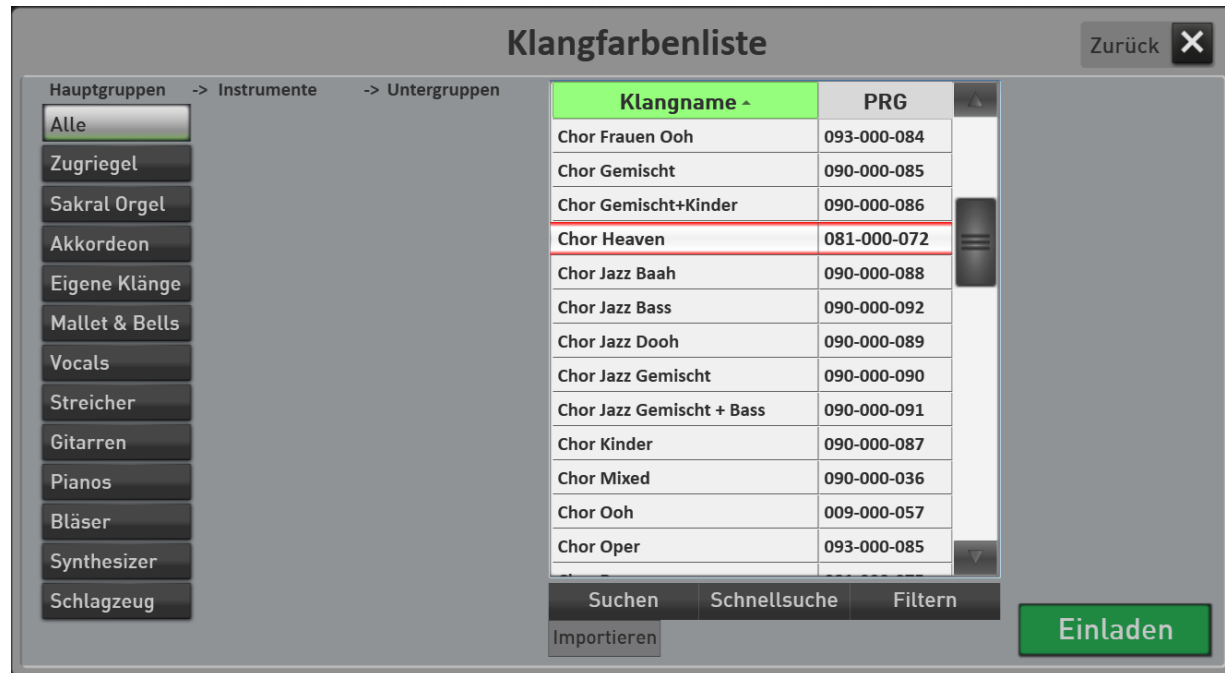 Klangfarbenliste
Zurück
Hauptgruppen -> Instrumente -> Untergruppen
Alle
Zugriegel
Sakral Orgel
Akkordeon
Eigene Klänge
Mallet & Bells
Vocals
Streicher
Gitarren
Pianos
Bläser
Synthesizer
Schlagzeug
Klangname PRG
Chor Frauen Ooh 093-000-084
Chor Gemischt 090-000-085
Chor Gemischt+Kinder 090-000-086
Chor Heaven 081-000-072
Chor Jazz Baah 090-000-088
Chor Jazz Bass 090-000-092
Chor Jazz Dooh 090-000-089
Chor Jazz Gemischt 090-000-090
Chor Jazz Gemischt + Bass 090-000-091
Chor Kinder 090-000-087
Chor Mixed 090-000-036
Chor Ooh 009-000-057
Chor Oper 093-000-085
Suchen Schnellsuche Filtern
Importieren
Einladen